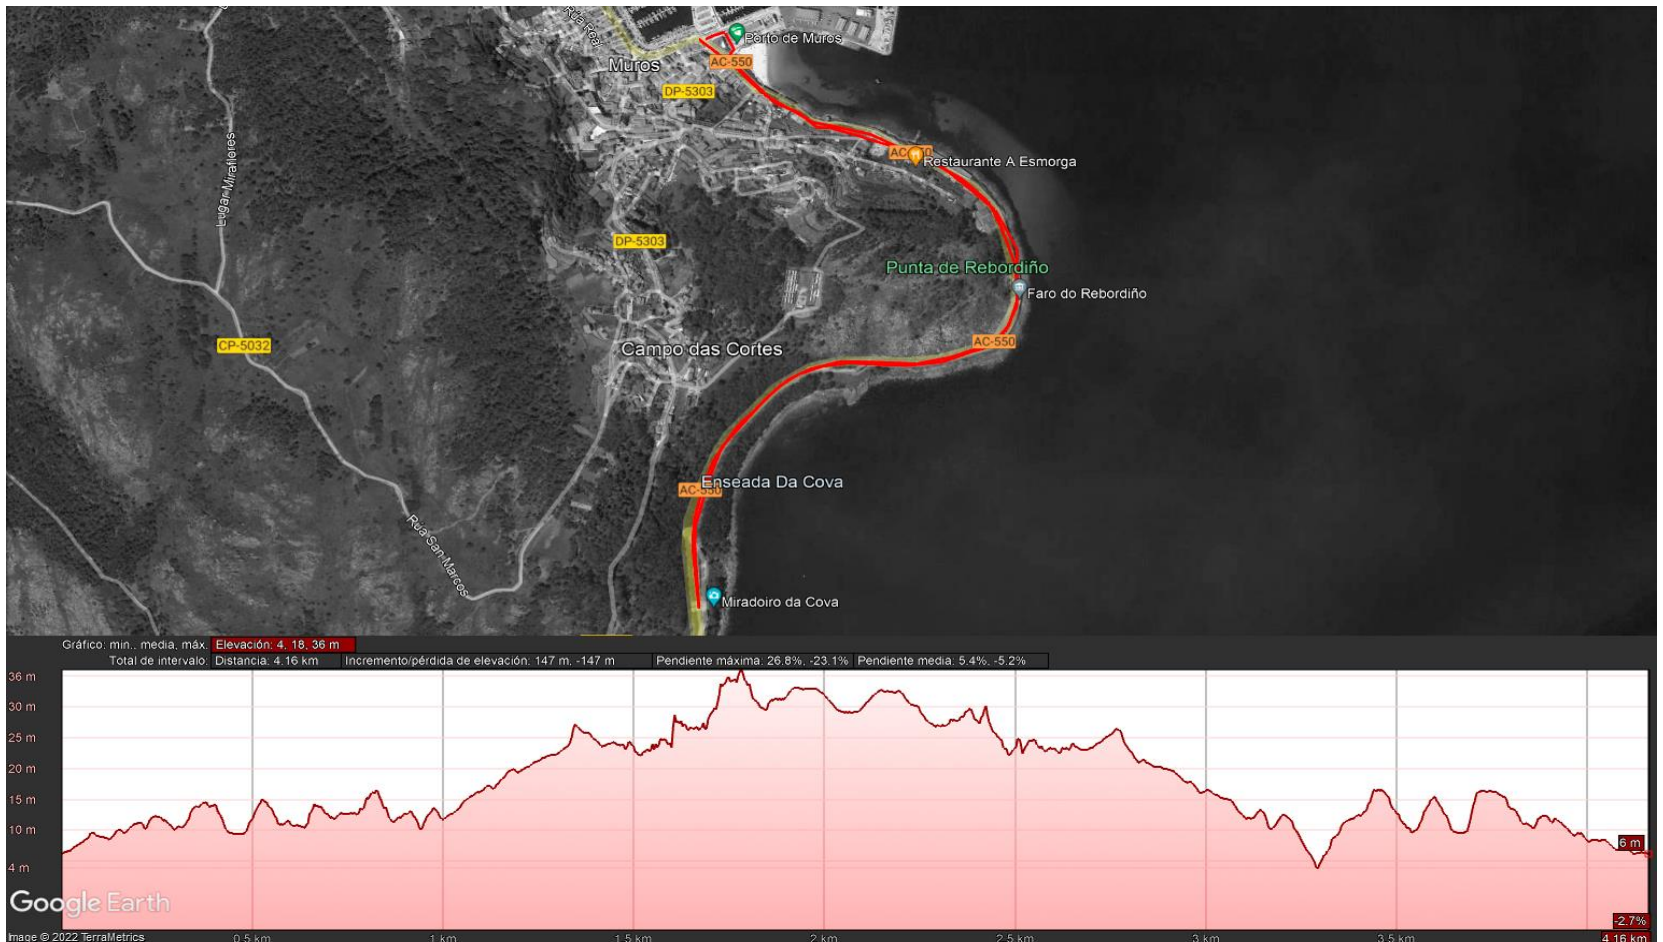 Rúa Real
Porto de Muros
Muros
AC-550
DP-5303
Restaurante A Esmorga
Lugar Miraflores
DP-5303
Punta de Rebordiño
Faro do Rebordiño
CP-5032
AC-550
Campo das Cortes
Enseada Da Cova
AC-550
Rúa San Marcos
Miradoiro da Cova
Gráfico: min., media, máx. Elevación: 4, 18, 36 m
Total de intervalo: Distancia: 4.16 km Incremento/pérdida de elevación: 147 m, -147 m Pendiente máxima: 26.8%, -23.1% Pendiente media: 5.4%, -5.2%
36 m
30 m
25 m
20 m
15 m
10 m
6 m
4 m
Google Earth
-2.7%
Image © 2022 TerraMetrics
0.5 km 1 km 1.5 km 2 km 2.5 km 3 km 3.5 km 4.16 km